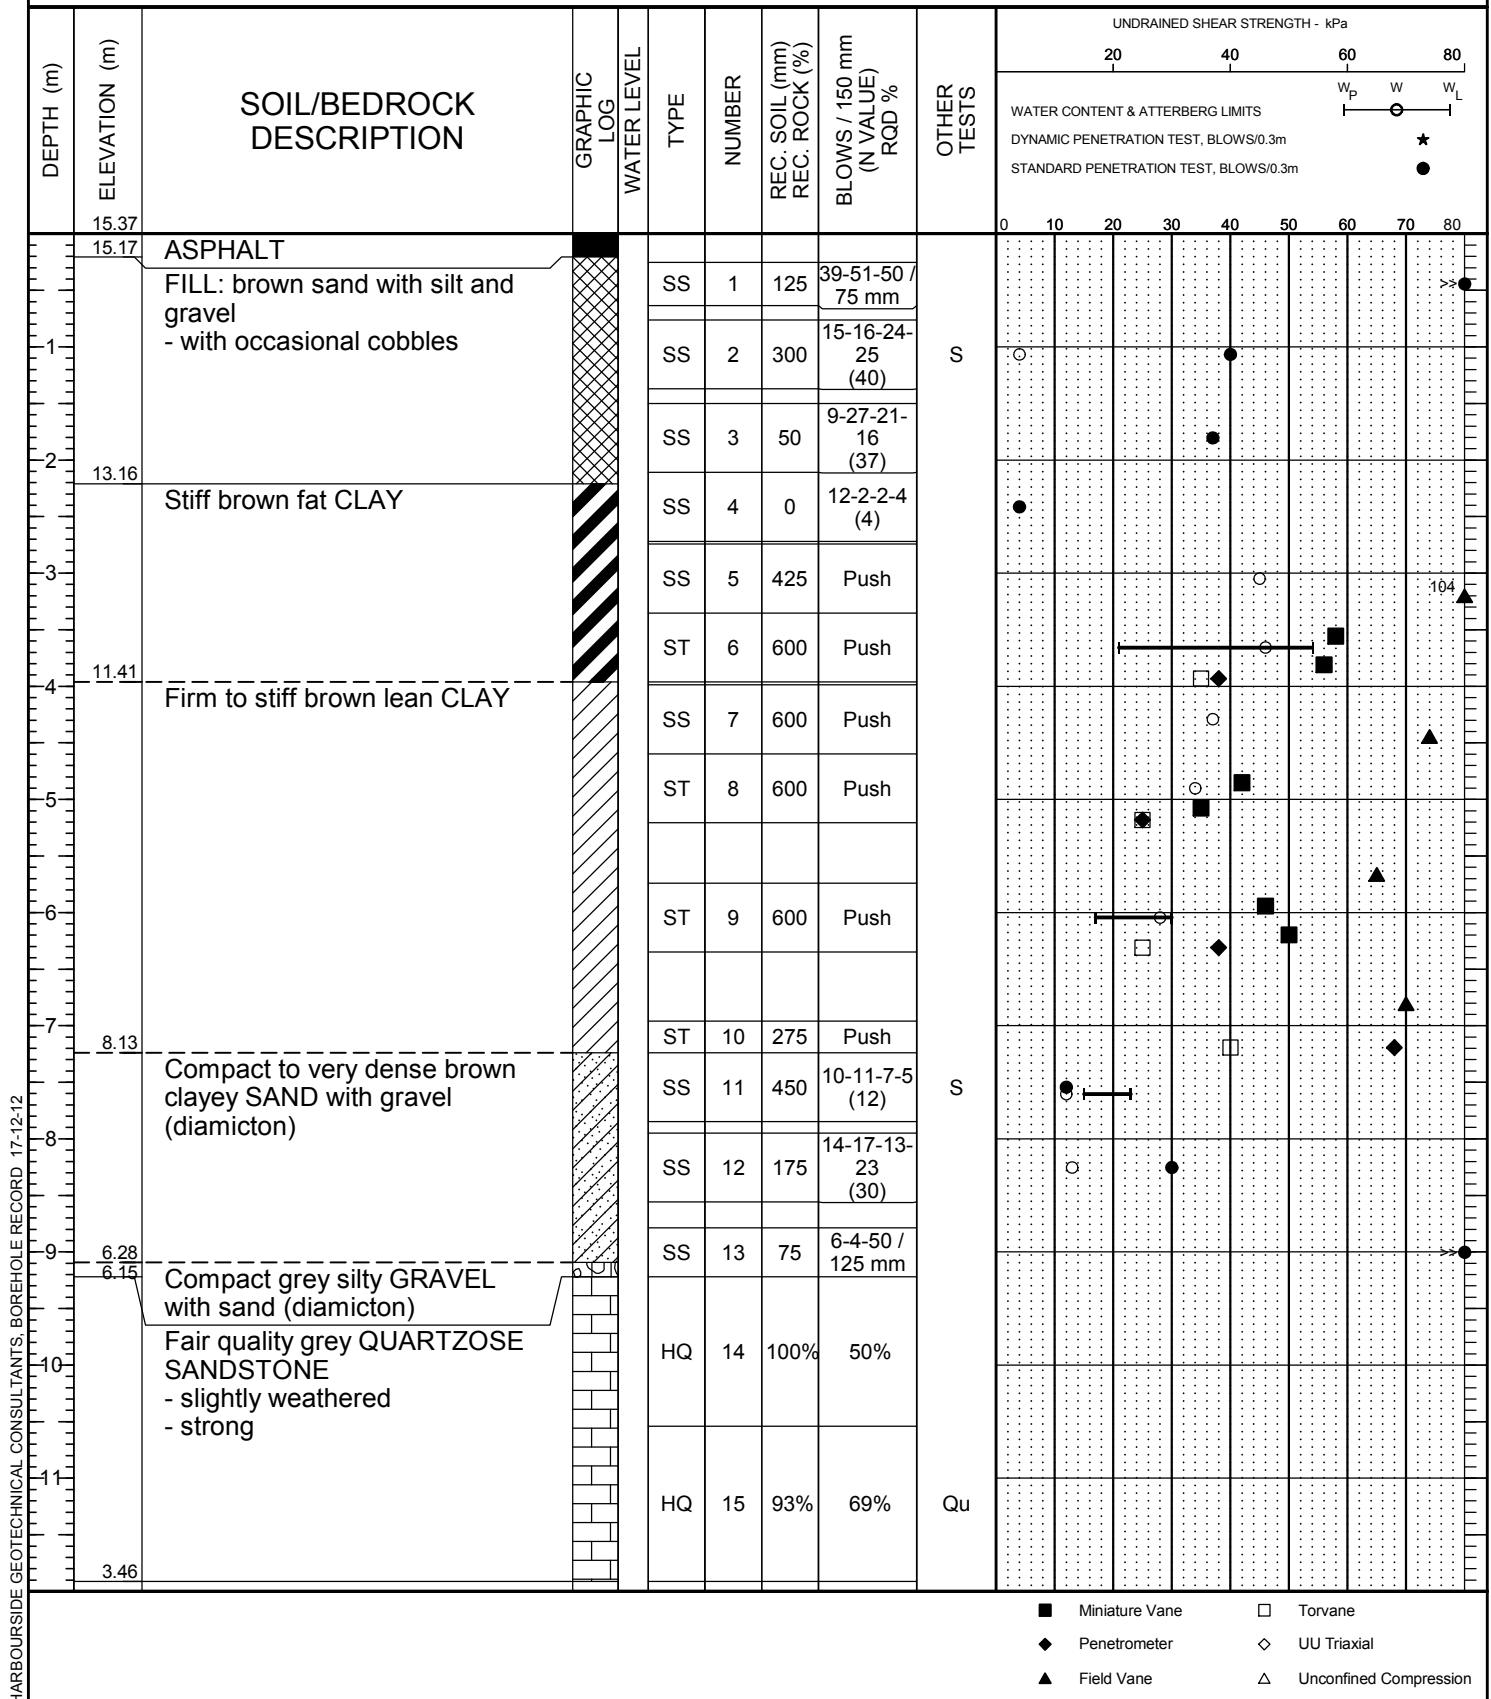 UNDRAINED SHEAR STRENGTH - kPa
20 40 60 80
DEPTH (m)
ELEVATION (m)
SOIL/BEDROCK
DESCRIPTION
GRAPHIC
LOG
WATER LEVEL
TYPE
NUMBER
REC. SOIL (mm)
REC. ROCK (%)
BLOWS / 150 mm
(N VALUE)
RQD %
OTHER
TESTS
WP W WL
WATER CONTENT & ATTERBERG LIMITS
DYNAMIC PENETRATION TEST, BLOWS/0.3m
STANDARD PENETRATION TEST, BLOWS/0.3m
0 10 20 30 40 50 60 70 80
15.37
15.17 ASPHALT
FILL: brown sand with silt and
gravel
- with occasional cobbles
SS 1 125 39-51-50 /
75 mm
>>
1
SS 2 300 15-16-24-
25
(40)
S
SS 3 50 9-27-21-
16
(37)
2
13.16
Stiff brown fat CLAY
SS 4 0 12-2-2-4
(4)
3
SS 5 425 Push
104
ST 6 600 Push
11.41
4
Firm to stiff brown lean CLAY
SS 7 600 Push
ST 8 600 Push
5
6
ST 9 600 Push
7
ST 10 275 Push
8.13
Compact to very dense brown
clayey SAND with gravel
(diamicton)
SS 11 450 10-11-7-5
(12)
S
8
SS 12 175 14-17-13-
23
(30)
9
SS 13 75 6-4-50 /
125 mm
>>
6.28
6.15
Compact grey silty GRAVEL
with sand (diamicton)
Fair quality grey QUARTZOSE
SANDSTONE
- slightly weathered
- strong
10
HQ 14 100% 50%
11
HQ 15 93% 69% Qu
3.46
HARBOURSIDE GEOTECHNICAL CONSULTANTS, BOREHOLE RECORD 17-12-12
Miniature Vane Torvane
Penetrometer UU Triaxial
Field Vane Unconfined Compression